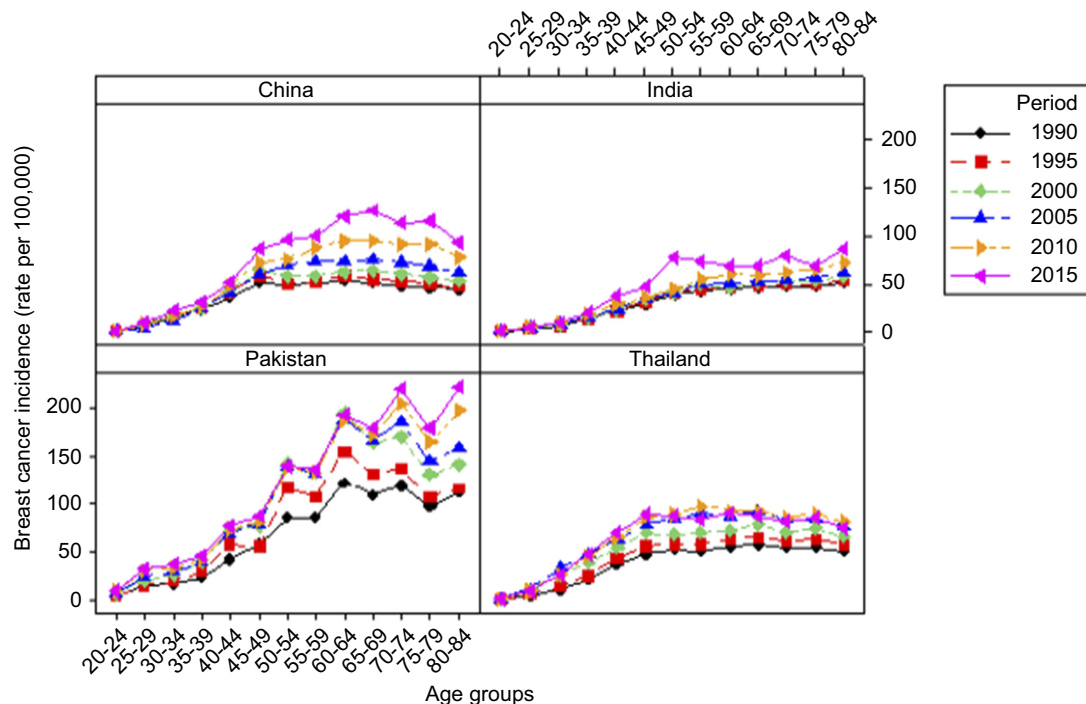 20-24 25-29 30-34 35-39 40-44 45-49 50-54 55-59 60-64 65-69 70-74 75-79 80-84
China India
Period
1990
1995
2000
2005
2010
2015
200
150
100
50
0
Pakistan Thailand
200
150
100
50
0
Breast cancer incidence (rate per 100,000)
20-24 25-29 30-34 35-39 40-44 45-49 50-54 55-59 60-64 65-69 70-74 75-79 80-84
Age groups